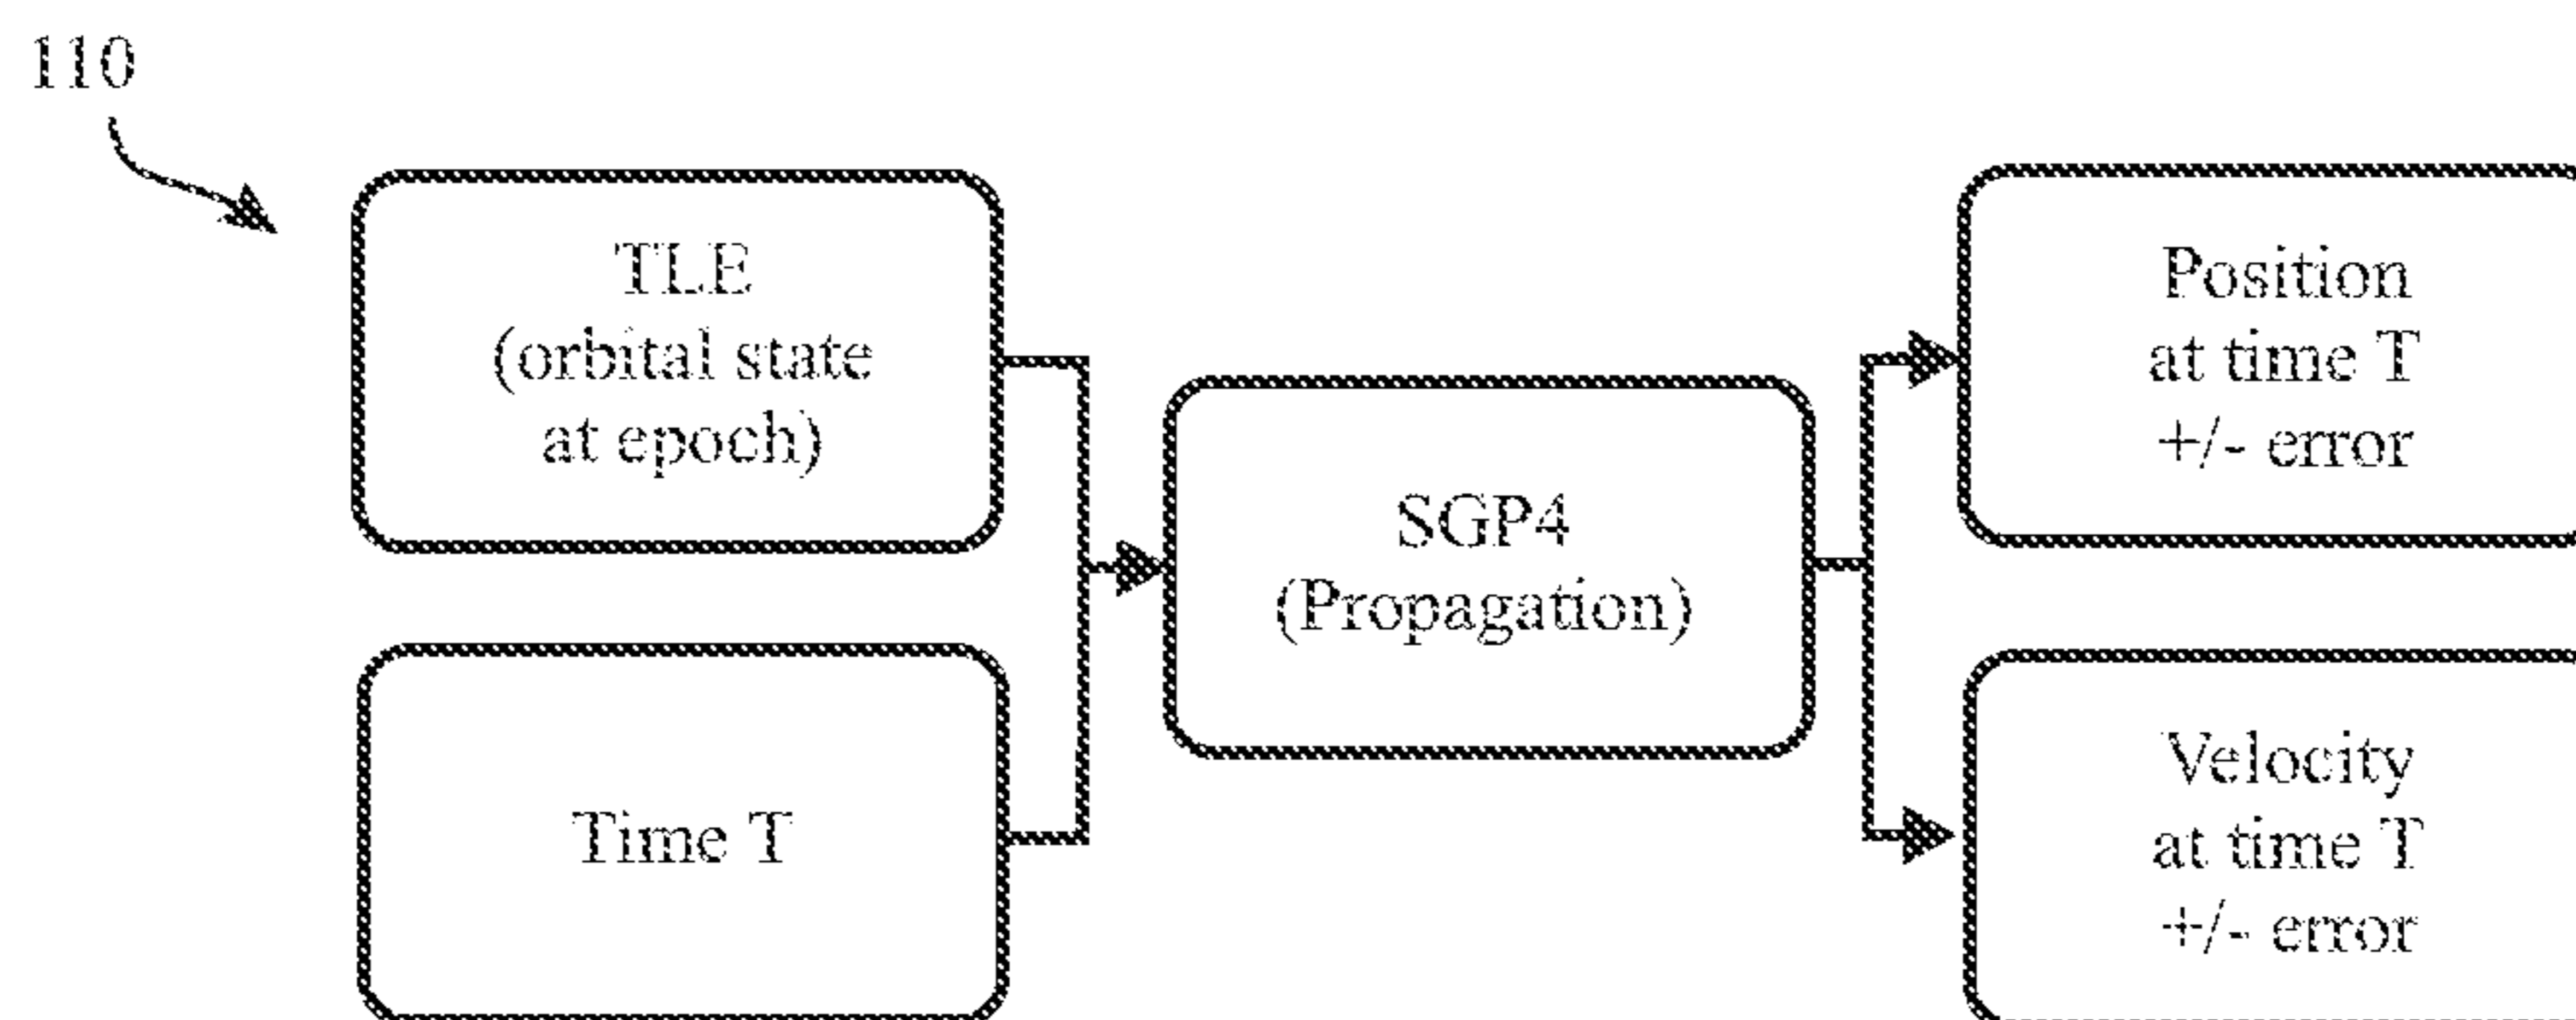 110
TLE
(orbital state
at epoch)
Time T
SGP4
(Propagation)
Position
at time T
+/- error
Velocity
at time T
+/- error